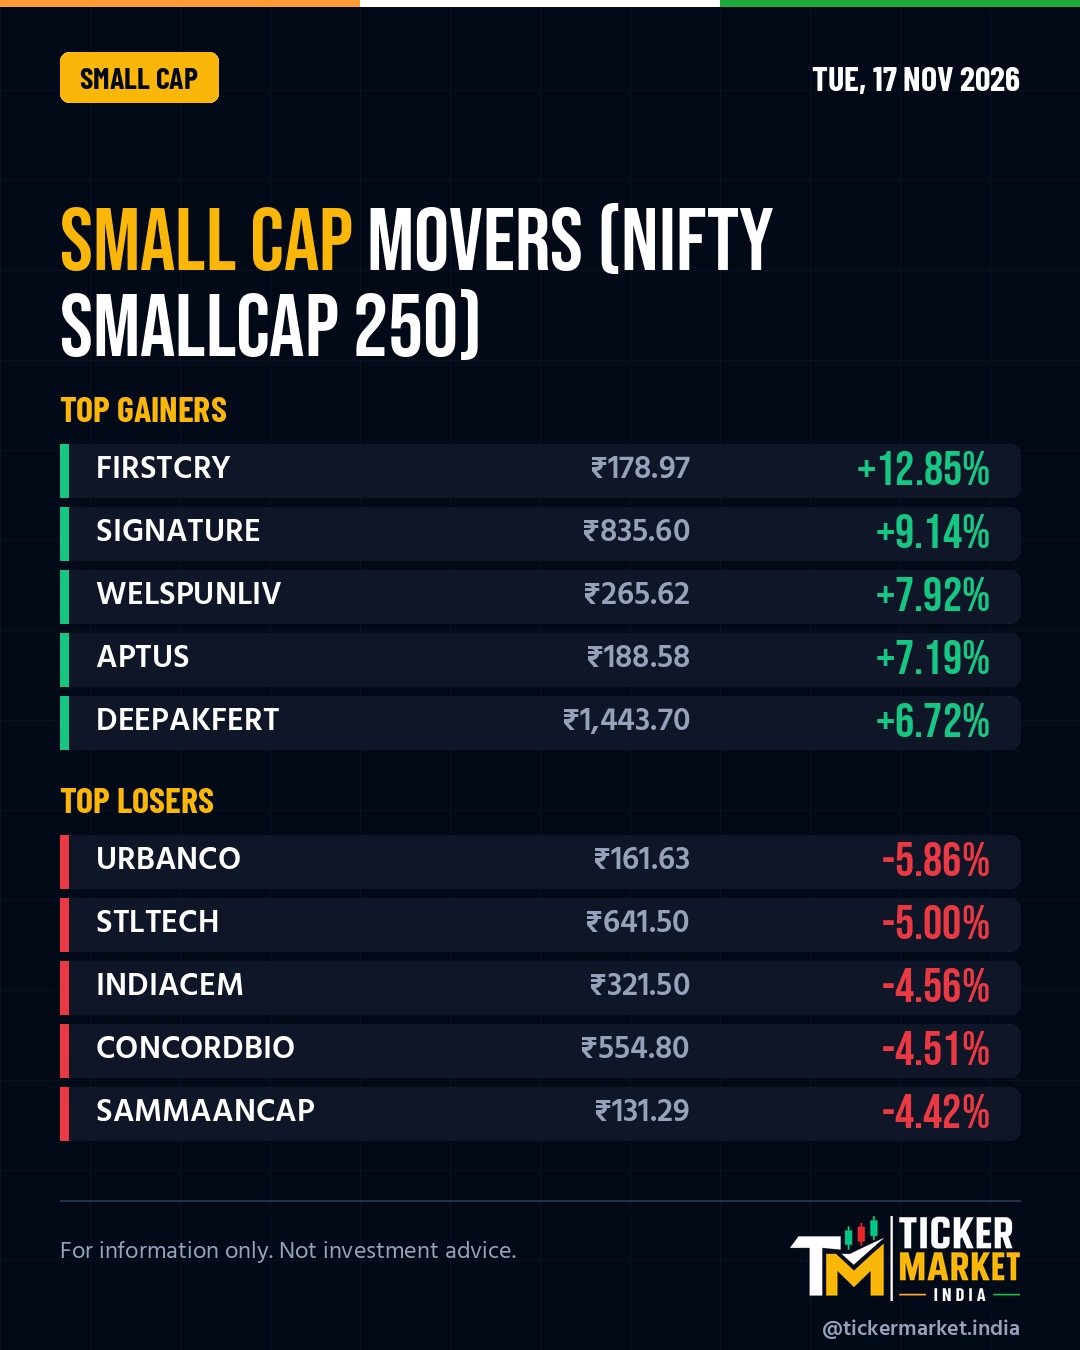 SMALL CAP
TUE, 17 NOV 2026
SMALL CAP MOVERS (NIFTY
SMALLCAP 250)
TOP GAINERS
FIRSTCRY ₹178.97 +12.85%
SIGNATURE ₹835.60 +9.14%
WELSPUNLIV ₹265.62 +7.92%
APTUS ₹188.58 +7.19%
DEEPAKFERT ₹1,443.70 +6.72%
TOP LOSERS
URBANCO ₹161.63 -5.86%
STLTECH ₹641.50 -5.00%
INDIACEM ₹321.50 -4.56%
CONCORDBIO ₹554.80 -4.51%
SAMMAANCAP ₹131.29 -4.42%
For information only. Not investment advice.
TM
TICKER
MARKET
INDIA
@tickermarket.india